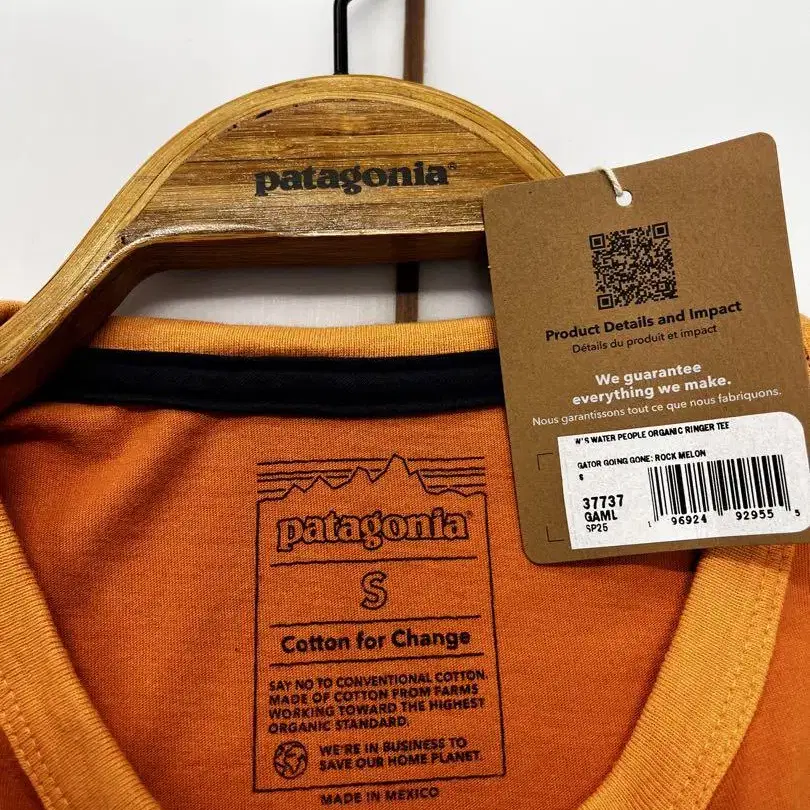 patagonia®
Product Details and Impact
Détails du produit et impact
We guarantee
everything we make.
Nous garantissons tout ce que nous fabriquons.
W'S WATER PEOPLE ORGANIC RINGER TEE
GATOR GOING GONE: ROCK MELON
S
37737
GAML
SP25
1 96924 92955 5
patagonia®
S
Cotton for Change
SAY NO TO CONVENTIONAL COTTON.
MADE OF COTTON FROM FARMS
WORKING TOWARD THE HIGHEST
ORGANIC STANDARD.
WE'RE IN BUSINESS TO
SAVE OUR HOME PLANET.
MADE IN MEXICO